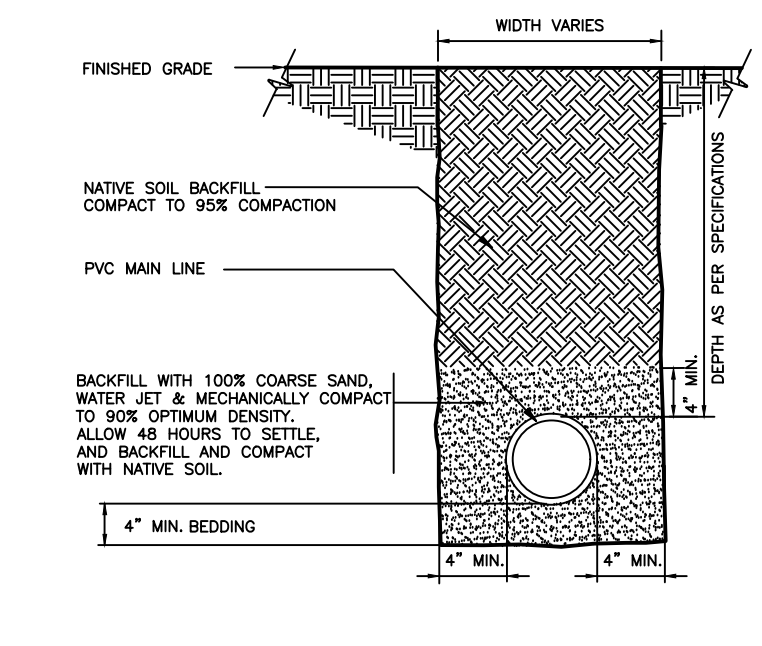 WIDTH VARIES
FINISHED GRADE
NATIVE SOIL BACKFILL
COMPACT TO 95% COMPACTION
DEPTH AS PER SPECIFICATIONS
PVC MAIN LINE
4" MIN.
BACKFILL WITH 100% COARSE SAND,
WATER JET & MECHANICALLY COMPACT
TO 90% OPTIMUM DENSITY.
ALLOW 48 HOURS TO SETTLE,
AND BACKFILL AND COMPACT
WITH NATIVE SOIL.
4" MIN. BEDDING
4" MIN.
4" MIN.